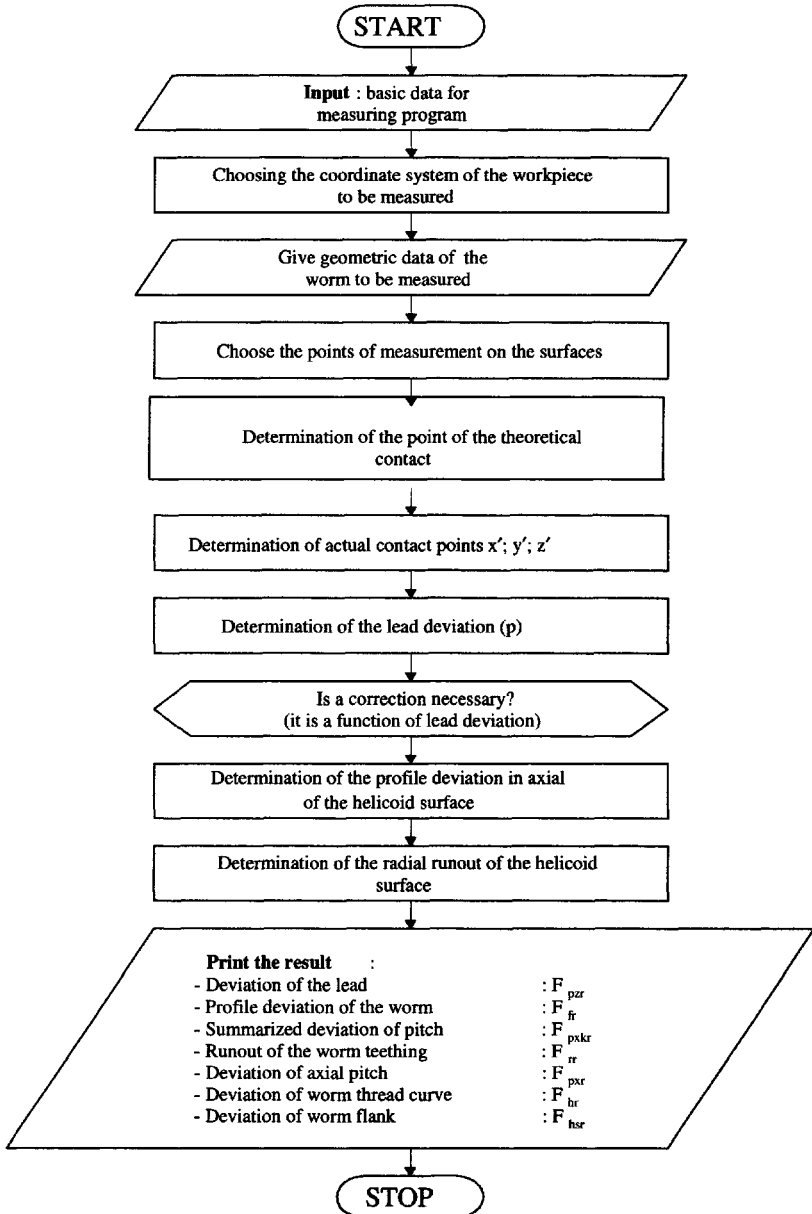 START
Input : basic data for
measuring program
Choosing the coordinate system of the workpiece
to be measured
Give geometric data of the
worm to be measured
Choose the points of measurement on the surfaces
Determination of the point of the theoretical
contact
Determination of actual contact points x′; y′; z′
Determination of the lead deviation (p)
Is a correction necessary?
(it is a function of lead deviation)
Determination of the profile deviation in axial
of the helicoid surface
Determination of the radial runout of the helicoid
surface
Print the result :
- Deviation of the lead : F pzr
- Profile deviation of the worm : F fr
- Summarized deviation of pitch : F pxkr
- Runout of the worm teething : F rr
- Deviation of axial pitch : F pxr
- Deviation of worm thread curve : F hr
- Deviation of worm flank : F hsr
STOP